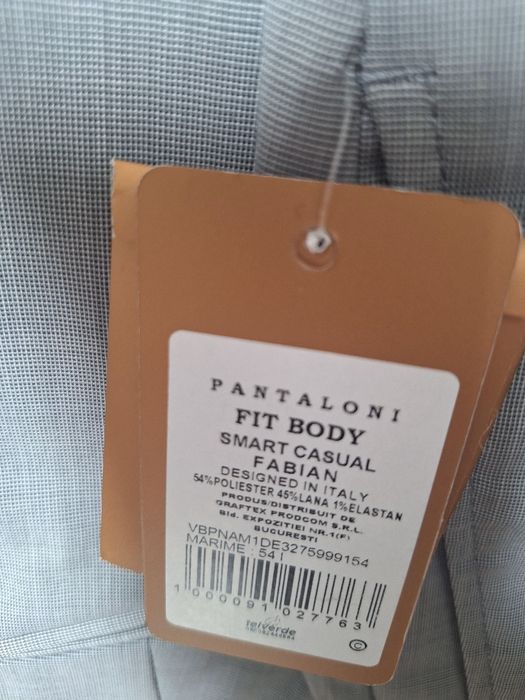 PANTALONI
FIT BODY
SMART CASUAL
FABIAN
DESIGNED IN ITALY
54%POLIESTER 45%LANA 1%ELASTAN
PRODUS/DISTRIBUIT DE
GRAFTEX PRODCOM S.R.L.
Bld. EXPOZITIEI NR.1(F)
BUCURESTI
VBPNAM1DE3275999154
MARIME : 54 I
1 000091 027763
telVerde
©